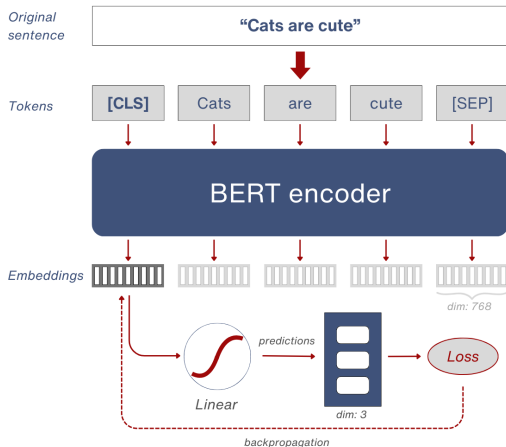 Original
sentence
“Cats are cute”
Tokens
[CLS]
Cats
are
cute
[SEP]
BERT encoder
Embeddings
dim: 768
predictions
Loss
Linear
dim: 3
backpropagation